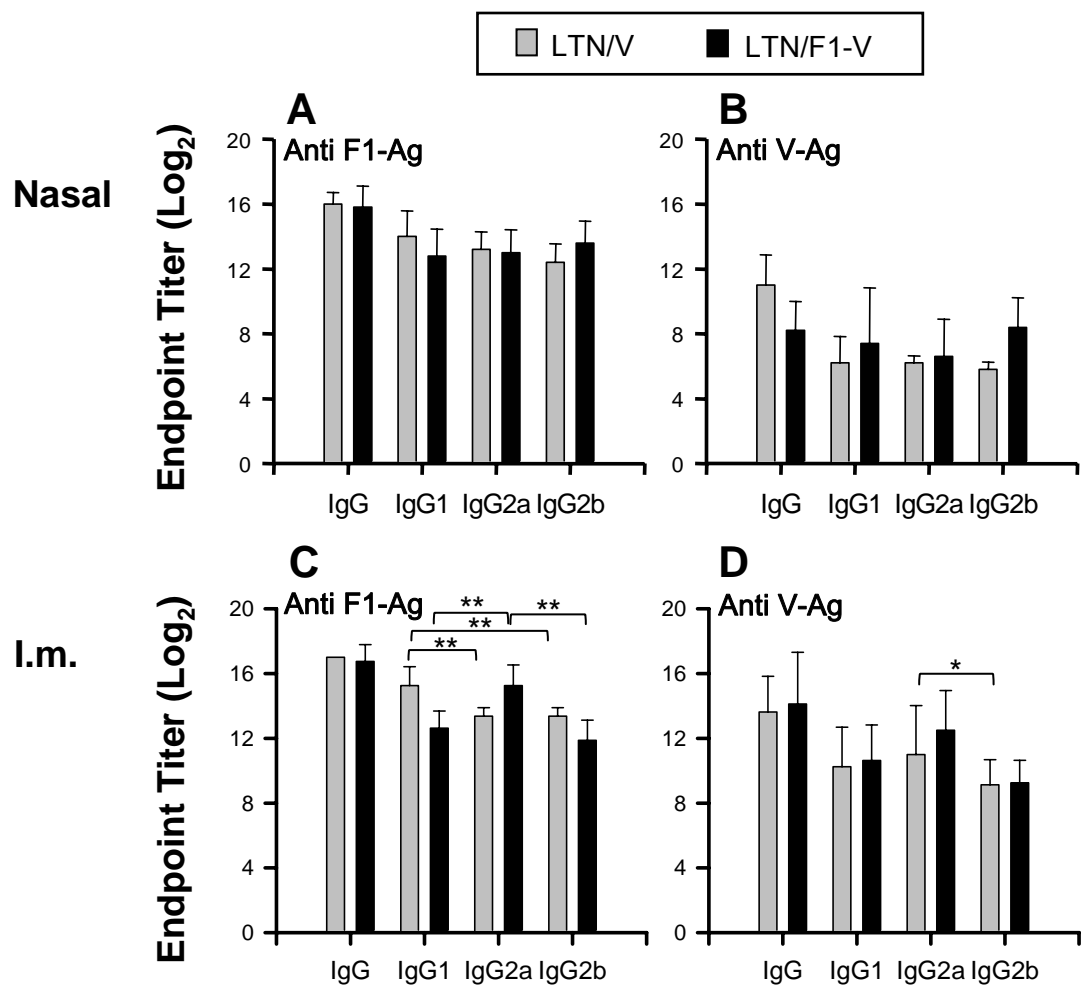 LTN/V LTN/F1-V
Nasal
A
Anti F1-Ag
Endpoint Titer (Log2)
20
16
12
8
4
0
IgG IgG1 IgG2a IgG2b
B
Anti V-Ag
20
16
12
8
4
0
IgG IgG1 IgG2a IgG2b
I.m.
C
Anti F1-Ag
Endpoint Titer (Log2)
20
16
12
8
4
0
** **
**
**
IgG IgG1 IgG2a IgG2b
D
Anti V-Ag
20
16
12
8
4
0
*
IgG IgG1 IgG2a IgG2b